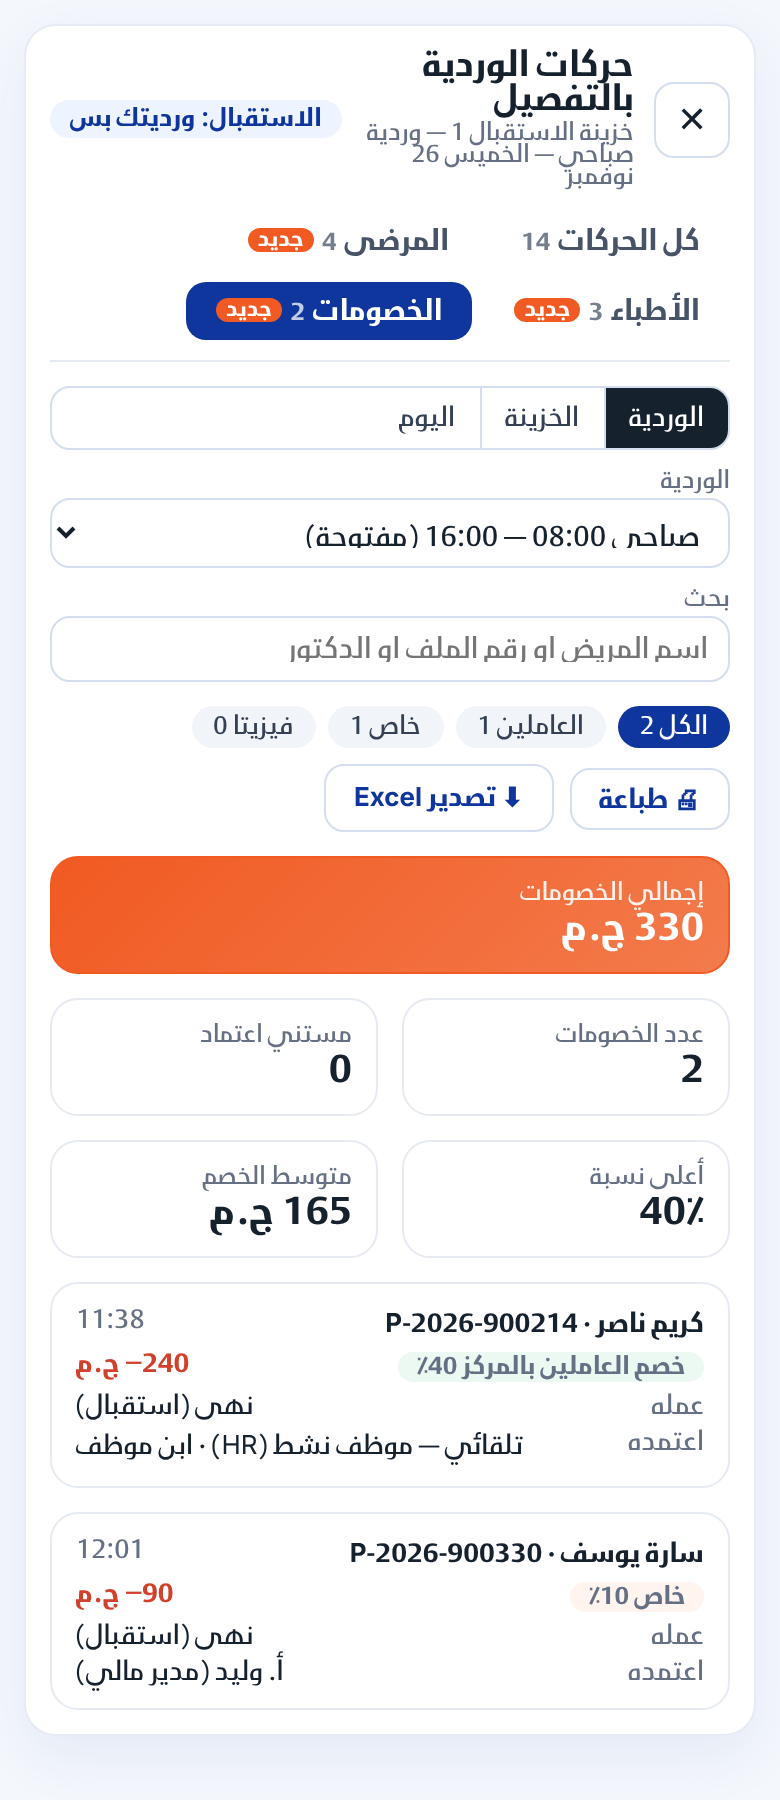 حركات الوردية
بالتفصيل
خزينة الاستقبال 1 — وردية
صباحي — الخميس 26
نوفمبر
الاستقبال: ورديتك بس
كل الحركات 14
المرضى 4 جديد
الأطباء 3 جديد
الخصومات 2 جديد
الوردية
الخزينة
اليوم
الوردية
صباحي 08:00 — 16:00 (مفتوحة)
بحث
اسم المريض او رقم الملف او الدكتور
الكل 2
العاملين 1
خاص 1
فيزيتا 0
طباعة
تصدير Excel
إجمالي الخصومات
330 ج.م
عدد الخصومات
2
مستني اعتماد
0
أعلى نسبة
40٪
متوسط الخصم
165 ج.م
كريم ناصر · P-2026-900214
11:38
خصم العاملين بالمركز 40٪
−240 ج.م
عمله
نهى (استقبال)
اعتمده
تلقائي — موظف نشط (HR) · ابن موظف
سارة يوسف · P-2026-900330
12:01
خاص 10٪
−90 ج.م
عمله
نهى (استقبال)
اعتمده
أ. وليد (مدير مالي)